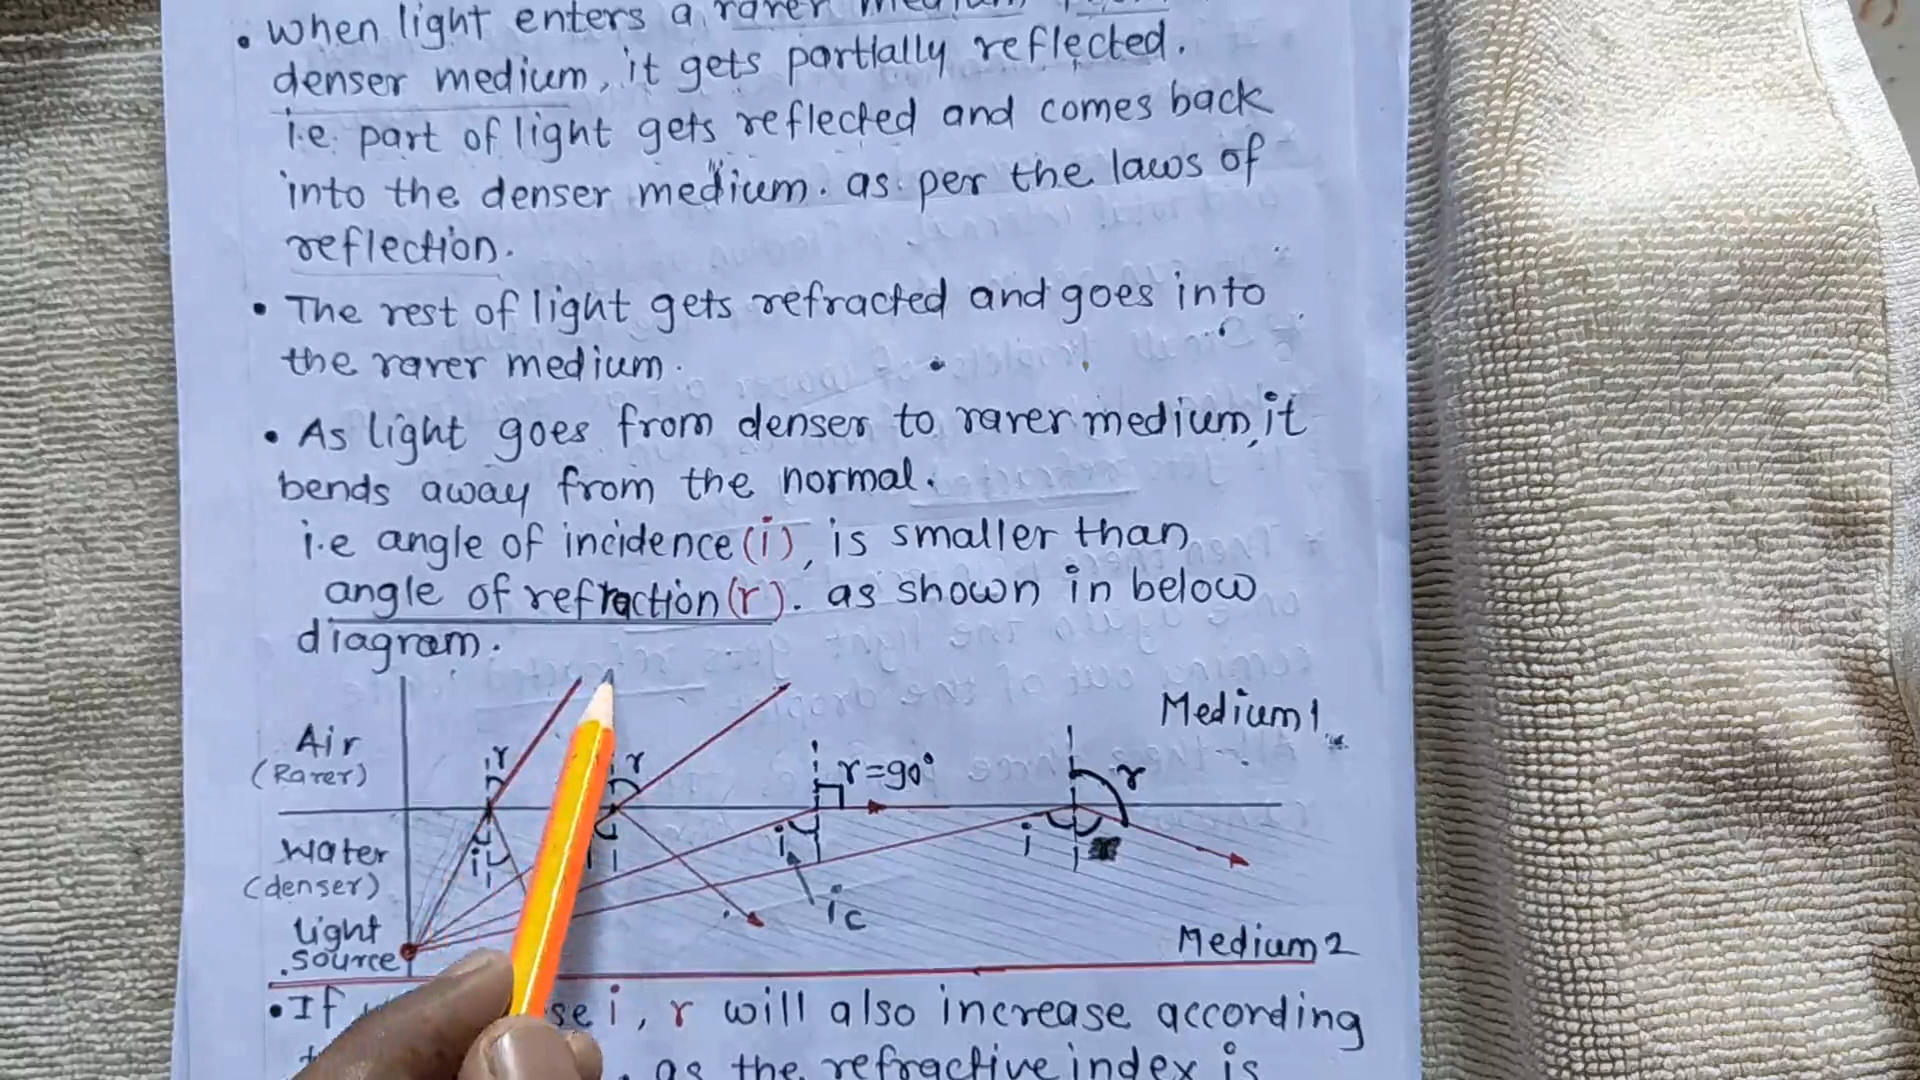 • When light enters a rarer medium
denser medium, it gets partially reflected.
i.e. part of light gets reflected and comes back
into the denser medium. as per the laws of
reflection.
• The rest of light gets refracted and goes into
the rarer medium.
• As light goes from denser to rarer medium, it
bends away from the normal.
i.e angle of incidence (i), is smaller than
angle of refraction (r). as shown in below
diagram.
Medium 1
Air
(Rarer)
r
r
r=90°
r
Water
(denser)
i
i
i
ic
Light
source
Medium 2
• If i, r will also increase according
as the refractive index is